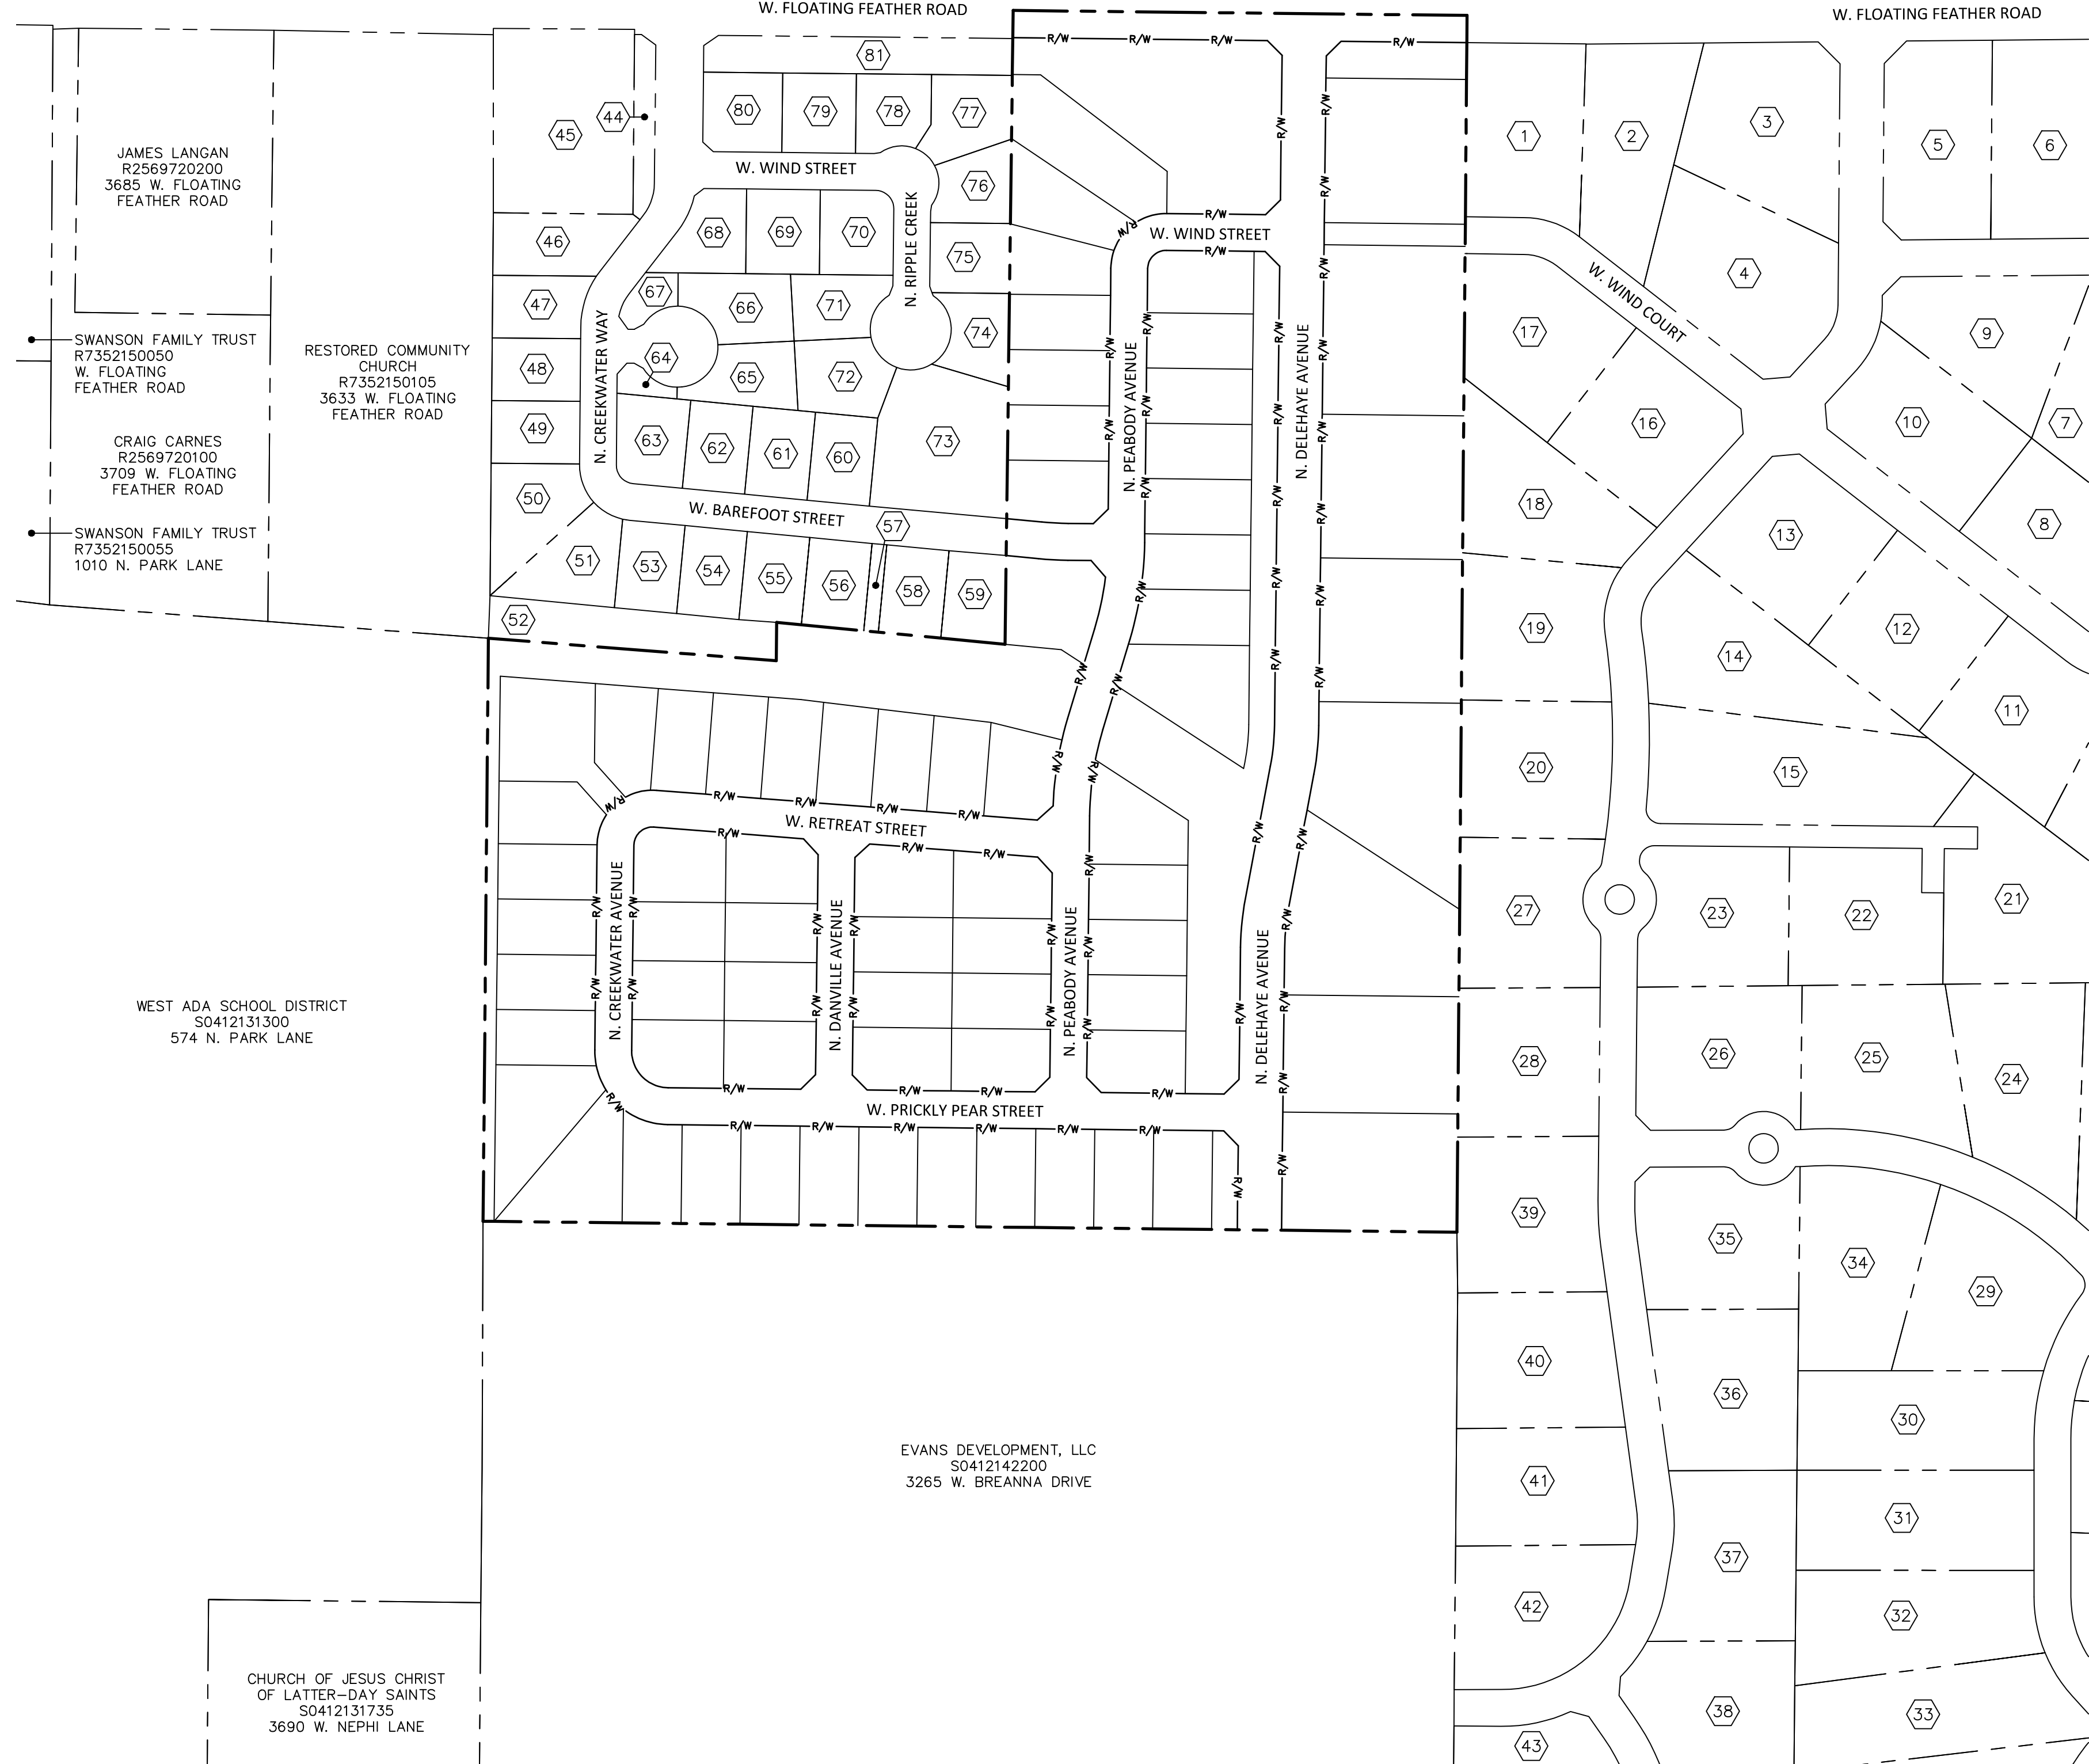 W. FLOATING FEATHER ROAD
W. FLOATING FEATHER ROAD
R/W
R/W
R/W
R/W
81
80
79
78
77
44
45
1
2
3
5
6
R/W
R/W
JAMES LANGAN
R2569720200
3685 W. FLOATING
FEATHER ROAD
W. WIND STREET
76
R/W
N. RIPPLE CREEK
46
68
69
70
75
R/W
R/W
W. WIND STREET
R/W
R/W
4
W. WIND COURT
47
67
66
71
74
17
9
SWANSON FAMILY TRUST
R7352150050
W. FLOATING
FEATHER ROAD
RESTORED COMMUNITY
CHURCH
R7352150105
3633 W. FLOATING
FEATHER ROAD
N. CREEKWATER WAY
48
64
65
72
R/W
R/W
R/W
R/W
N. PEABODY AVENUE
N. DELEHAYE AVENUE
49
63
62
61
60
73
R/W
R/W
R/W
R/W
16
10
7
CRAIG CARNES
R2569720100
3709 W. FLOATING
FEATHER ROAD
50
W. BAREFOOT STREET
57
R/W
R/W
R/W
18
13
8
SWANSON FAMILY TRUST
R7352150055
1010 N. PARK LANE
51
53
54
55
56
58
59
R/W
R/W
R/W
52
19
12
14
R/W
R/W
R/W
R/W
11
R/W
R/W
20
15
R/W
R/W
R/W
R/W
R/W
W. RETREAT STREET
R/W
R/W
R/W
R/W
R/W
R/W
N. CREEKWATER AVENUE
N. DANVILLE AVENUE
N. PEABODY AVENUE
N. DELEHAYE AVENUE
R/W
R/W
R/W
R/W
R/W
R/W
R/W
27
23
22
21
WEST ADA SCHOOL DISTRICT
S0412131300
574 N. PARK LANE
R/W
R/W
R/W
R/W
R/W
R/W
R/W
R/W
28
26
25
24
R/W
R/W
R/W
R/W
R/W
R/W
W. PRICKLY PEAR STREET
R/W
R/W
R/W
R/W
R/W
R/W
R/W
R/W
39
35
34
29
40
36
30
EVANS DEVELOPMENT, LLC
S0412142200
3265 W. BREANNA DRIVE
41
31
37
42
32
CHURCH OF JESUS CHRIST
OF LATTER-DAY SAINTS
S0412131735
3690 W. NEPHI LANE
38
33
43